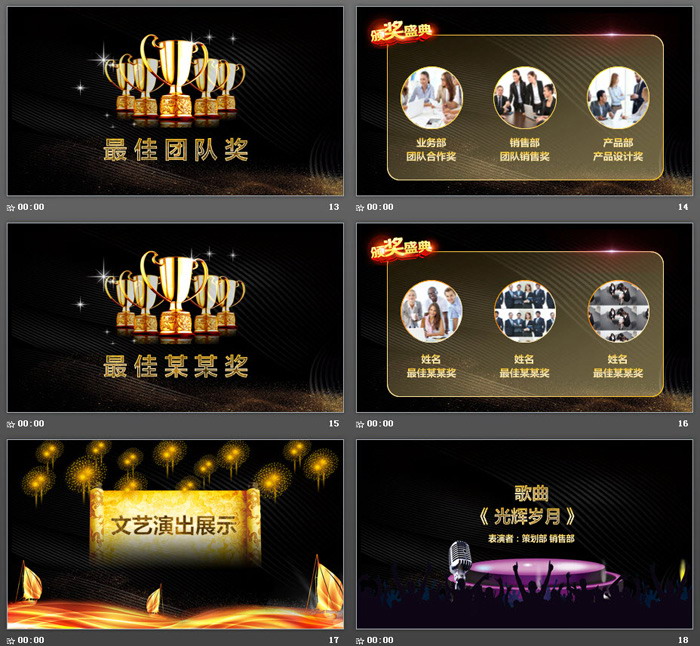 最佳团队奖
00:00
13
颁奖盛典
业务部
团队合作奖
销售部
团队销售奖
产品部
产品设计奖
00:00
14
最佳某某奖
00:00
15
颁奖盛典
姓名
最佳某某奖
姓名
最佳某某奖
姓名
最佳某某奖
00:00
16
文艺演出展示
00:00
17
歌曲
《光辉岁月》
表演者：策划部 销售部
00:00
18